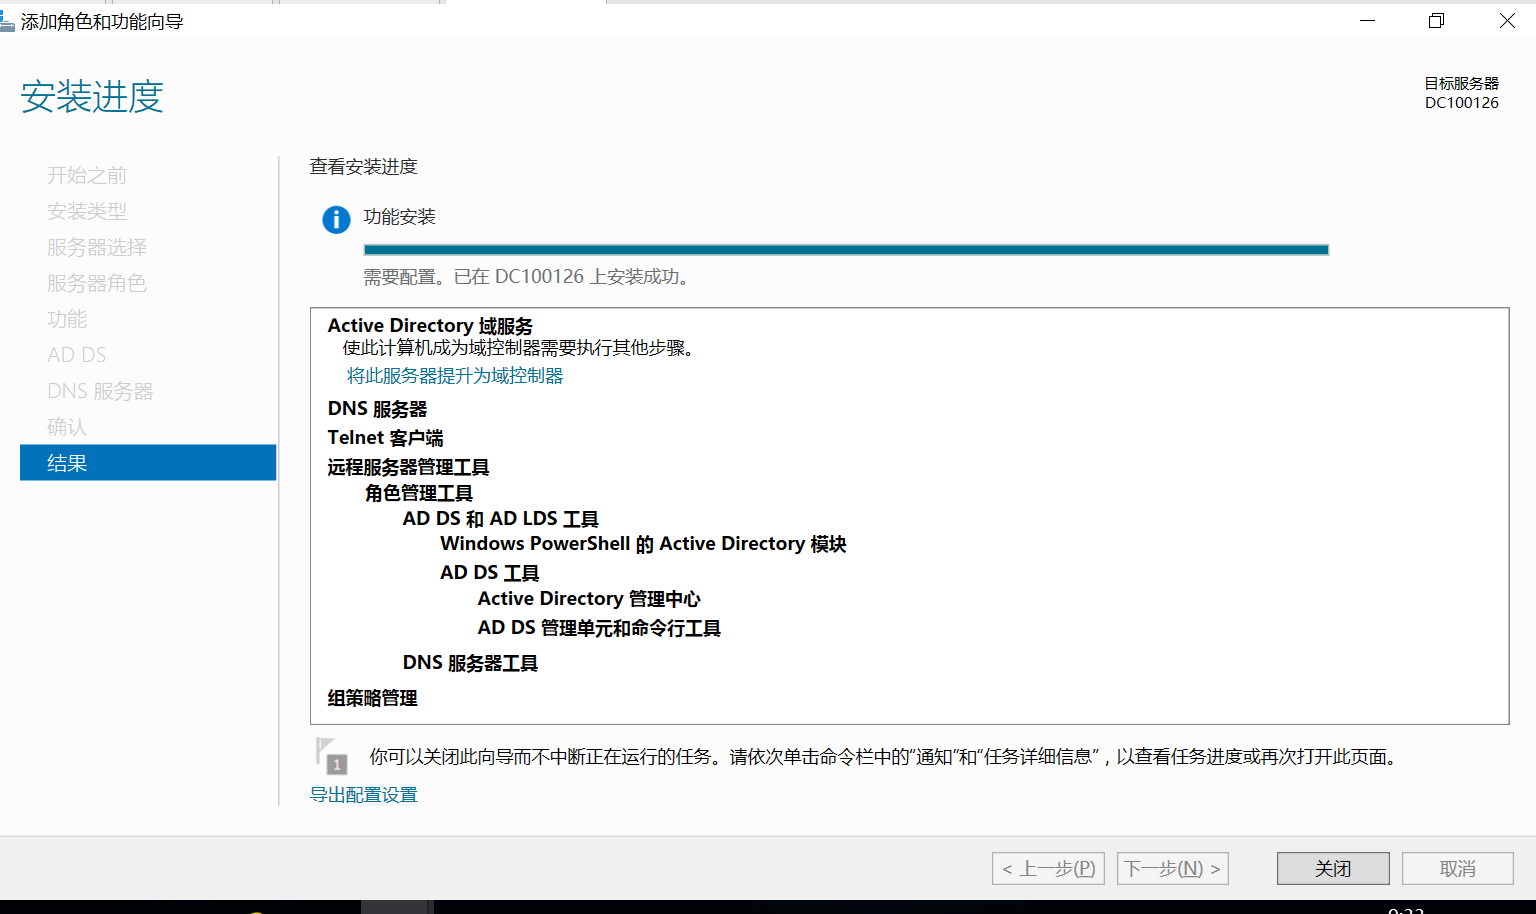 添加角色和功能向导
安装进度
目标服务器
DC100126
开始之前
安装类型
服务器选择
服务器角色
功能
AD DS
DNS 服务器
确认
结果
查看安装进度
功能安装
需要配置。已在 DC100126 上安装成功。
Active Directory 域服务
使此计算机成为域控制器需要执行其他步骤。
将此服务器提升为域控制器
DNS 服务器
Telnet 客户端
远程服务器管理工具
角色管理工具
AD DS 和 AD LDS 工具
Windows PowerShell 的 Active Directory 模块
AD DS 工具
Active Directory 管理中心
AD DS 管理单元和命令行工具
DNS 服务器工具
组策略管理
1
你可以关闭此向导而不中断正在运行的任务。请依次单击命令栏中的“通知”和“任务详细信息”，以查看任务进度或再次打开此页面。
导出配置设置
< 上一步(P)
下一步(N) >
关闭
取消